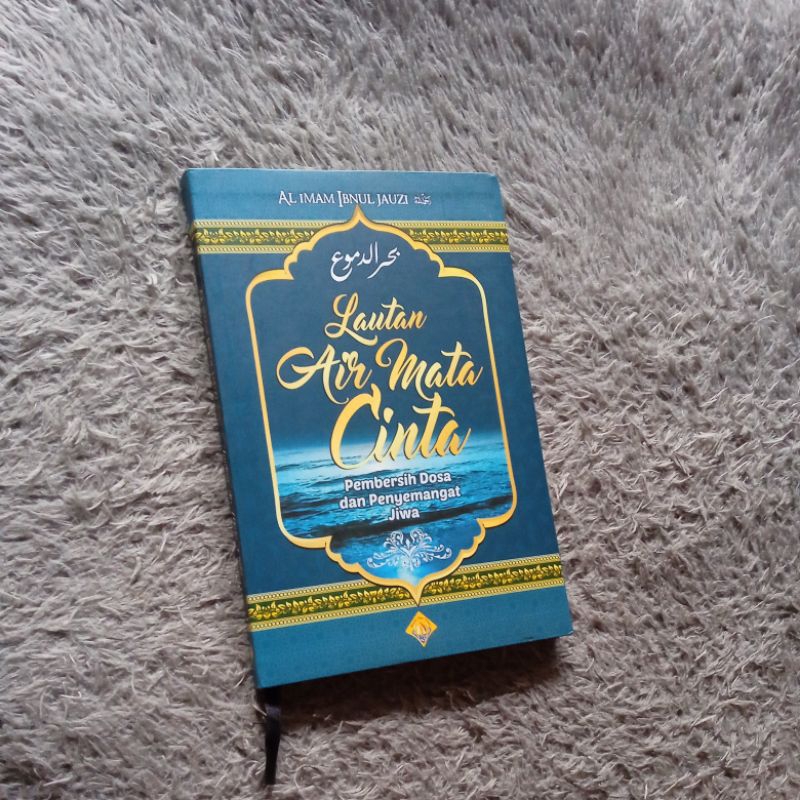 AL IMAM IBNUL JAUZI
بحر الدموع
Lautan
Air Mata
Cinta
Pembersih Dosa
dan Penyemangat
Jiwa